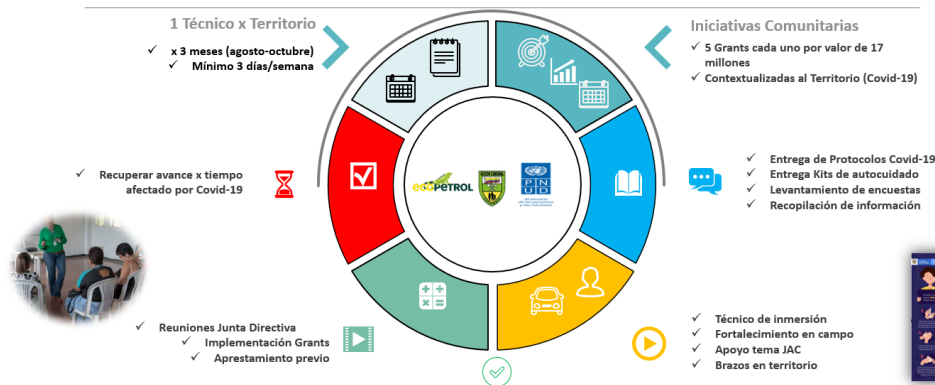 1 Técnico x Territorio
✓ x 3 meses (agosto-octubre)
✓ Mínimo 3 días/semana
Iniciativas Comunitarias
✓ 5 Grants cada uno por valor de 17
millones
✓ Contextualizadas al Territorio (Covid-19)
✓ Recuperar avance x tiempo
afectado por Covid-19
ecopetrol
P N
U D
✓ Entrega de Protocolos Covid-19
✓ Entrega Kits de autocuidado
✓ Levantamiento de encuestas
✓ Recopilación de información
✓ Reuniones Junta Directiva
✓ Implementación Grants
✓ Aprestamiento previo
✓ Técnico de inmersión
✓ Fortalecimiento en campo
✓ Apoyo tema JAC
✓ Brazos en territorio